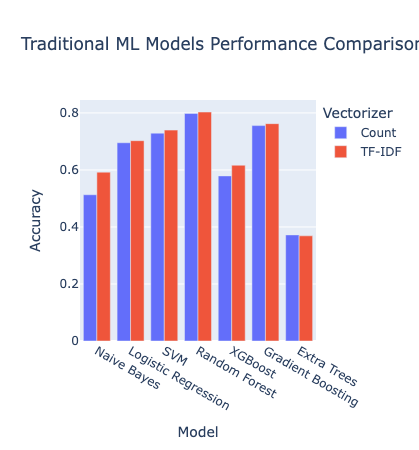 Traditional ML Models Performance Comparison
Vectorizer
Count
TF-IDF
0.8
0.6
0.4
0.2
0
Accuracy
Naive Bayes
Logistic Regression
SVM
Random Forest
XGBoost
Gradient Boosting
Extra Trees
Model